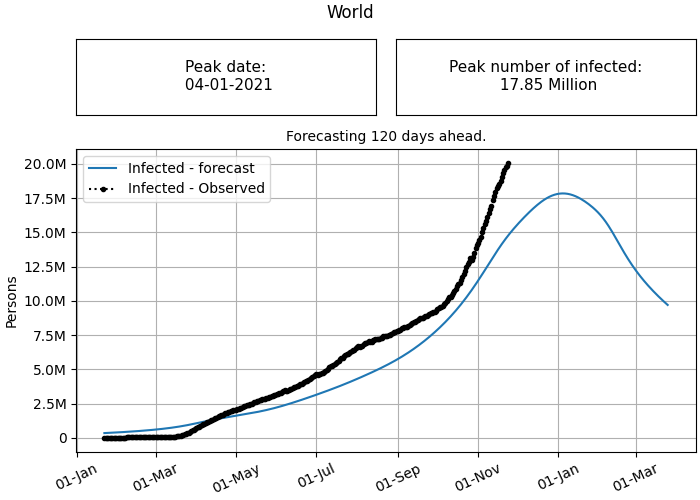 World
Peak date:
04-01-2021
Peak number of infected:
17.85 Million
Forecasting 120 days ahead.
Infected - forecast
Infected - Observed
Persons
20.0M
17.5M
15.0M
12.5M
10.0M
7.5M
5.0M
2.5M
0
01-Jan
01-Mar
01-May
01-Jul
01-Sep
01-Nov
01-Jan
01-Mar